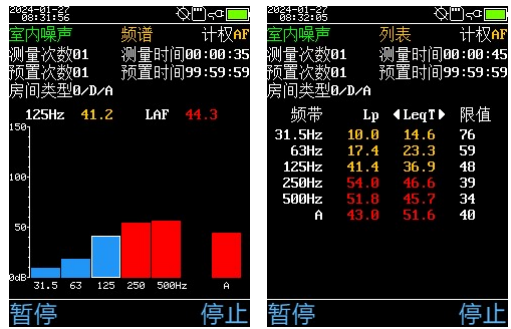 2024-01-27
08:31:56
室内噪声 频谱 计权AF
测量次数01 测量时间00:00:35
预置次数01 预置时间99:59:59
房间类型0/D/A
125Hz 41.2 LAF 44.3
150
100
50
0dB
31.5 63 125 250 500Hz A
暂停 停止
2024-01-27
08:32:05
室内噪声 列表 计权AF
测量次数01 测量时间00:00:45
预置次数01 预置时间99:59:59
房间类型0/D/A
频带 Lp ◀LeqT▶ 限值
31.5Hz 10.0 14.6 76
63Hz 17.4 23.3 59
125Hz 41.4 36.9 48
250Hz 54.0 46.6 39
500Hz 51.8 45.7 34
A 43.0 51.6 40
暂停 停止